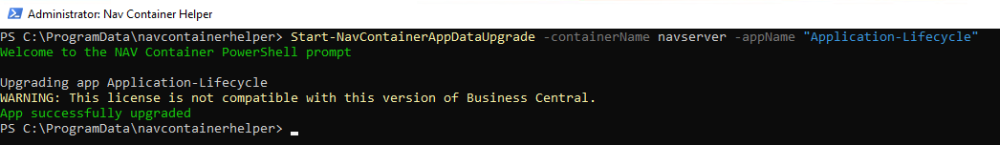 Administrator: Nav Container Helper
PS C:\ProgramData\navcontainerhelper> Start-NavContainerAppDataUpgrade -containerName navserver -appName "Application-Lifecycle"
Welcome to the NAV Container PowerShell prompt
Upgrading app Application-Lifecycle
WARNING: This license is not compatible with this version of Business Central.
App successfully upgraded
PS C:\ProgramData\navcontainerhelper>